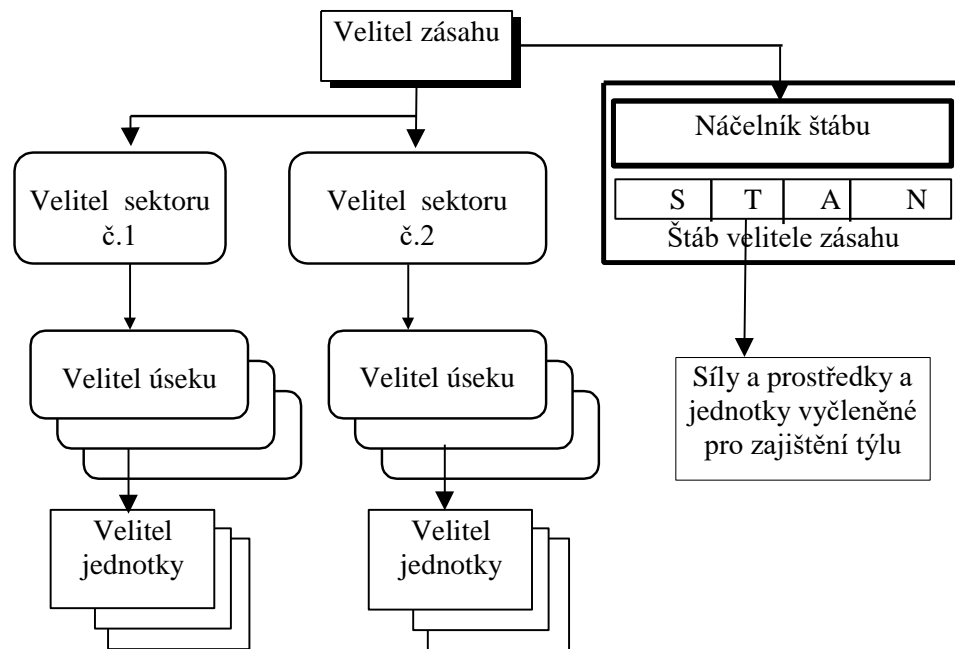 Velitel zásahu
Náčelník štábu
S T A N
Štáb velitele zásahu
Velitel sektoru
č.1
Velitel sektoru
č.2
Velitel úseku
Velitel úseku
Síly a prostředky a
jednotky vyčleněné
pro zajištění týlu
Velitel
jednotky
Velitel
jednotky